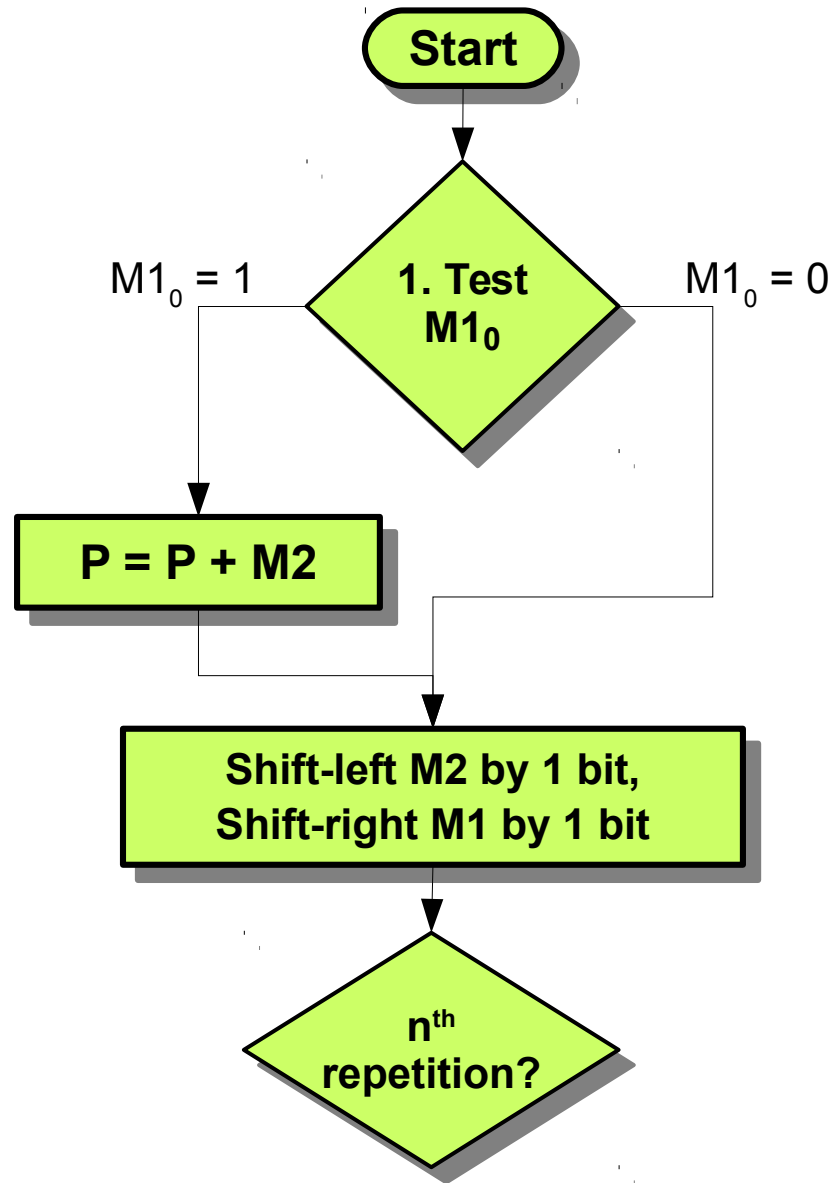 Start
M1₀ = 1
M1₀ = 0
1. Test
M1₀
P = P + M2
Shift-left M2 by 1 bit,
Shift-right M1 by 1 bit
nᵗʰ
repetition?